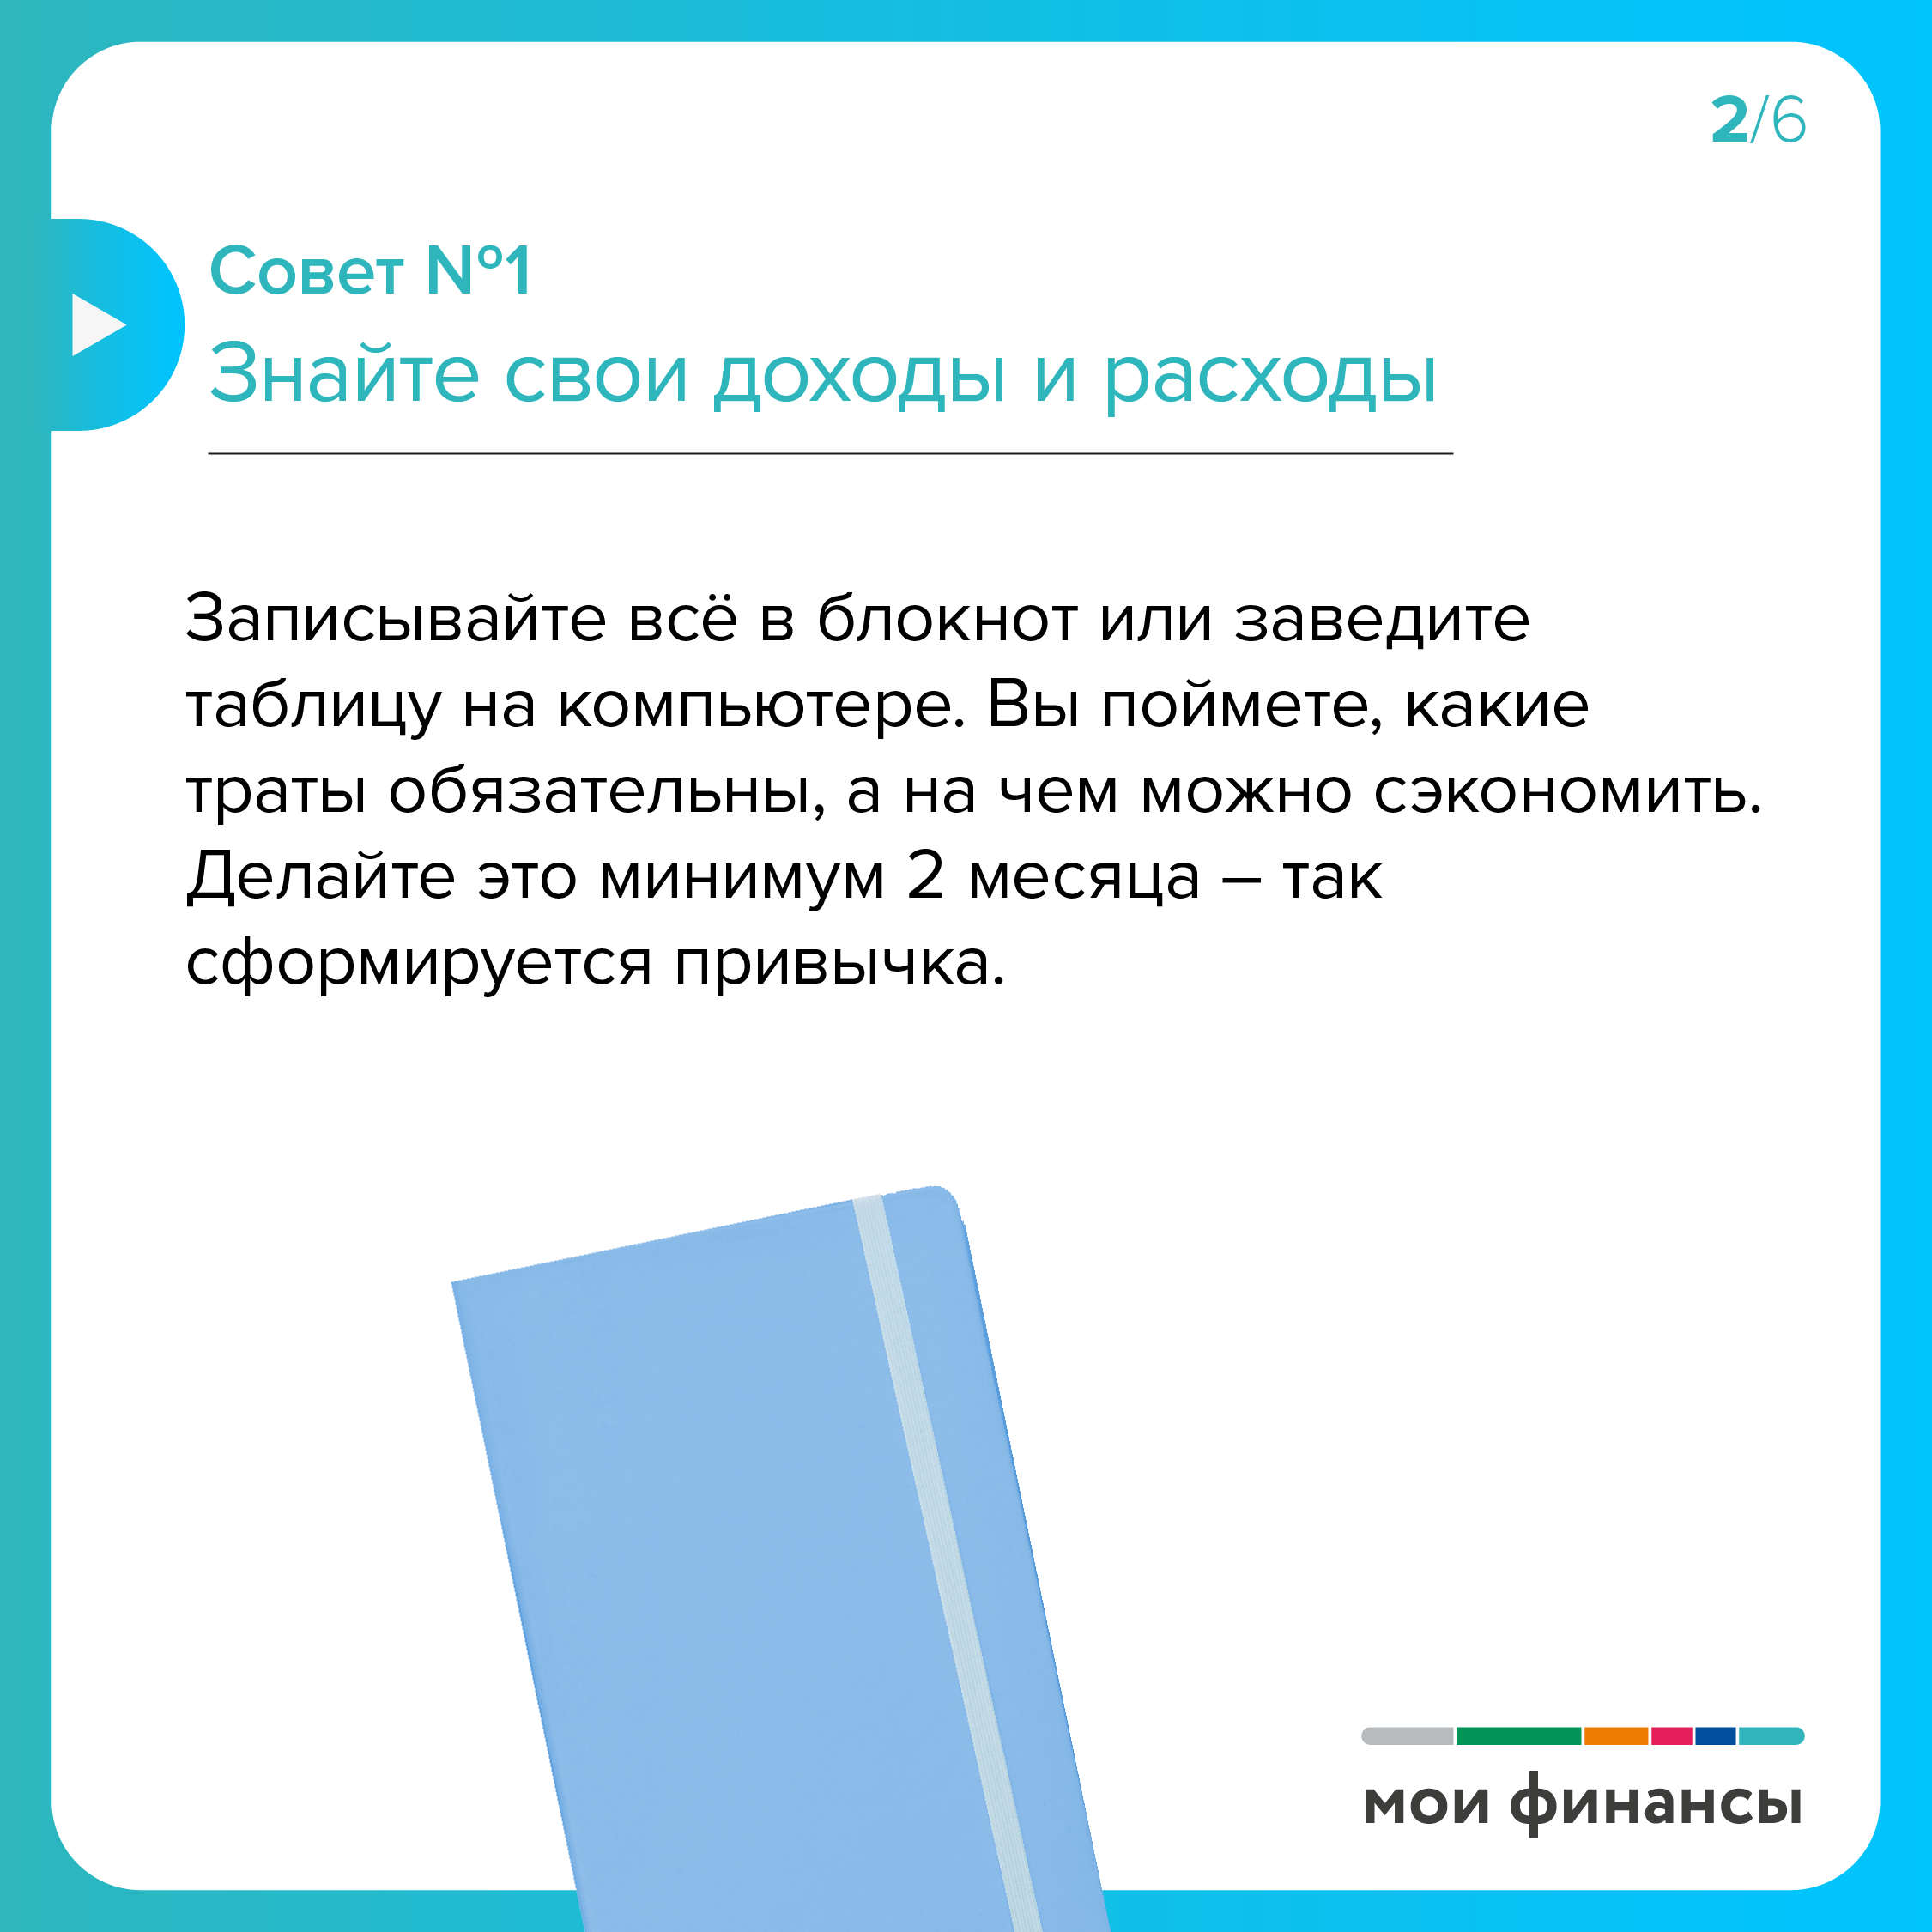 2/6
Совет №1
Знайте свои доходы и расходы
Записывайте всё в блокнот или заведите
таблицу на компьютере. Вы поймете, какие
траты обязательны, а на чем можно сэкономить.
Делайте это минимум 2 месяца – так
сформируется привычка.
мои финансы